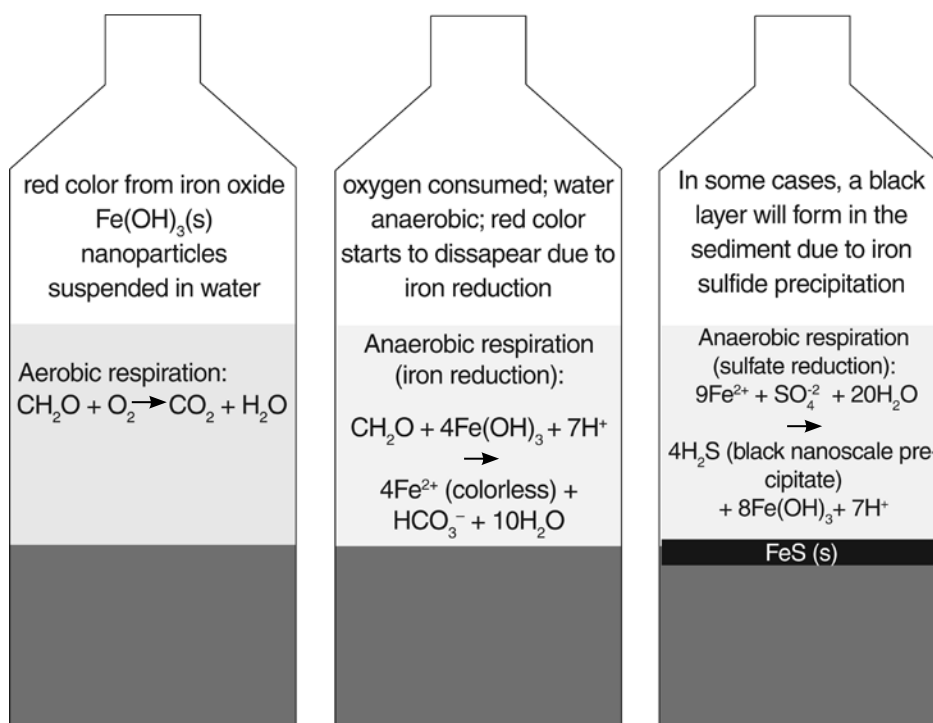 red color from iron oxide
Fe(OH)₃(s)
nanoparticles
suspended in water
Aerobic respiration:
CH₂O + O₂ → CO₂ + H₂O
oxygen consumed; water
anaerobic; red color
starts to dissapear due to
iron reduction
Anaerobic respiration
(iron reduction):
CH₂O + 4Fe(OH)₃ + 7H⁺
→
4Fe²⁺ (colorless) +
HCO₃⁻ + 10H₂O
In some cases, a black
layer will form in the
sediment due to iron
sulfide precipitation
Anaerobic respiration
(sulfate reduction):
9Fe²⁺ + SO₄⁻² + 20H₂O
→
4H₂S (black nanoscale pre-
cipitate)
+ 8Fe(OH)₃ + 7H⁺
FeS (s)